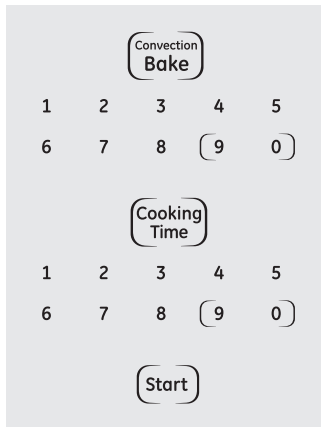 Convection
Bake
1 2 3 4 5
6 7 8 9 0
Cooking
Time
1 2 3 4 5
6 7 8 9 0
Start